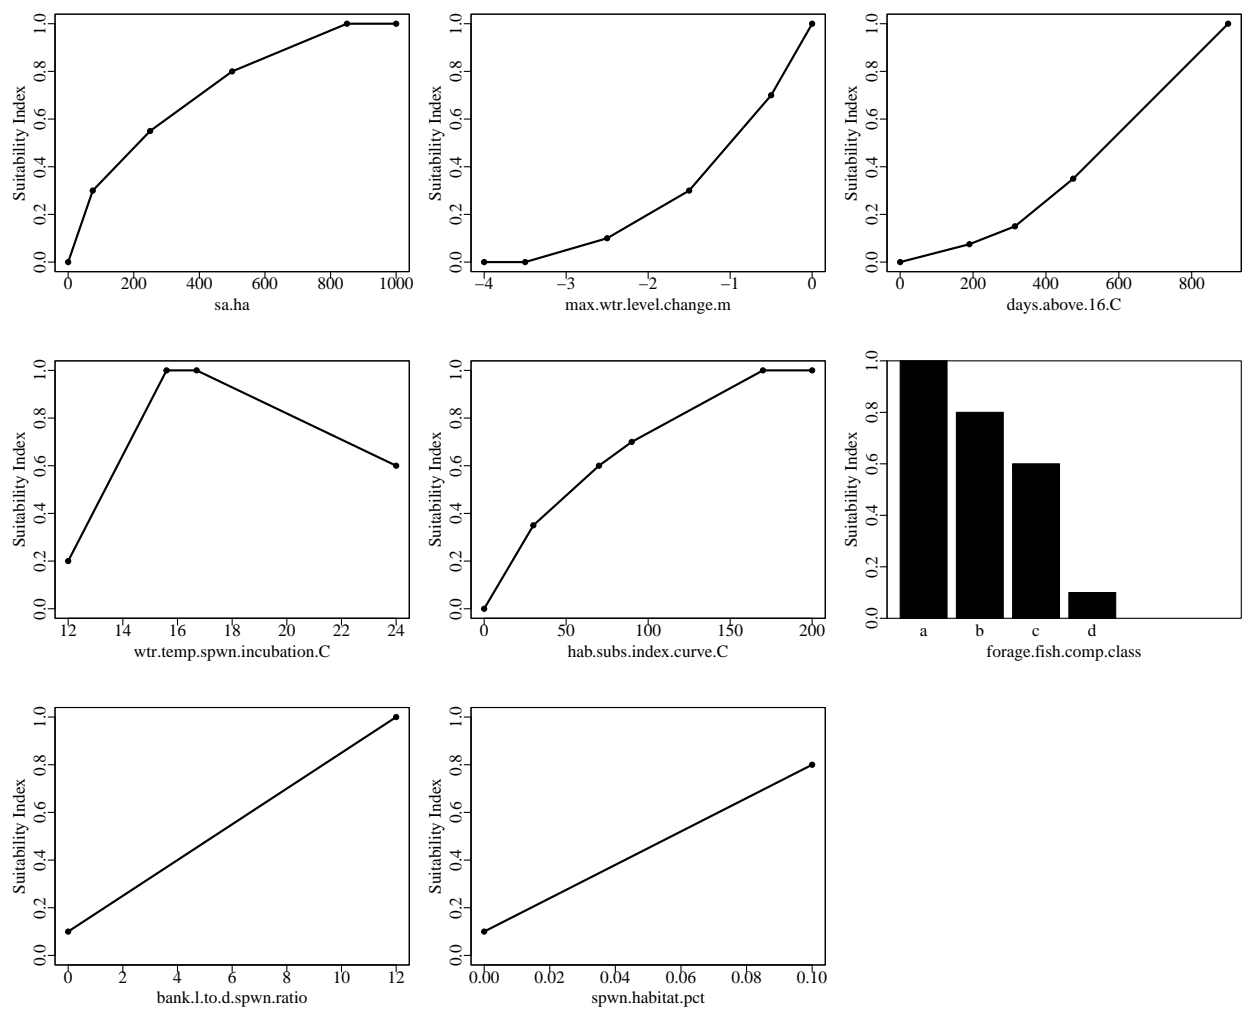 1.0
0.8
0.6
0.4
0.2
0.0
Suitability Index
0 200 400 600 800 1000
sa.ha
1.0
0.8
0.6
0.4
0.2
0.0
Suitability Index
−4 −3 −2 −1 0
max.wtr.level.change.m
1.0
0.8
0.6
0.4
0.2
0.0
Suitability Index
0 200 400 600 800
days.above.16.C
1.0
0.8
0.6
0.4
0.2
0.0
Suitability Index
12 14 16 18 20 22 24
wtr.temp.spwn.incubation.C
1.0
0.8
0.6
0.4
0.2
0.0
Suitability Index
0 50 100 150 200
hab.subs.index.curve.C
1.0
0.8
0.6
0.4
0.2
0.0
Suitability Index
a b c d
forage.fish.comp.class
1.0
0.8
0.6
0.4
0.2
0.0
Suitability Index
0 2 4 6 8 10 12
bank.l.to.d.spwn.ratio
1.0
0.8
0.6
0.4
0.2
0.0
Suitability Index
0.00 0.02 0.04 0.06 0.08 0.10
spwn.habitat.pct